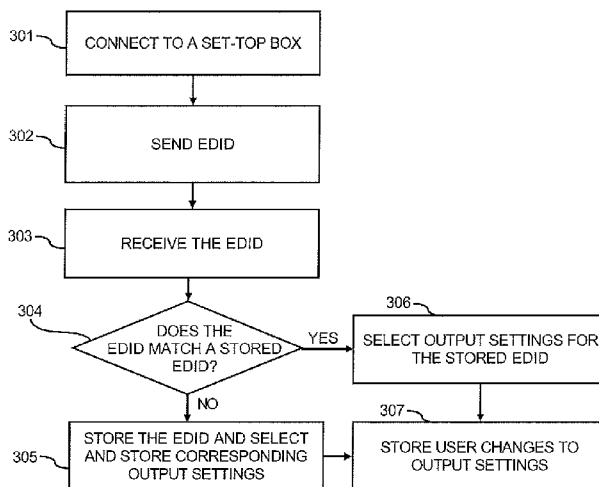 301
CONNECT TO A SET-TOP BOX
302
SEND EDID
303
RECEIVE THE EDID
304
DOES THE
EDID MATCH A STORED
EDID?
YES
NO
306
SELECT OUTPUT SETTINGS FOR
THE STORED EDID
305
STORE THE EDID AND SELECT
AND STORE CORRESPONDING
OUTPUT SETTINGS
307
STORE USER CHANGES TO
OUTPUT SETTINGS